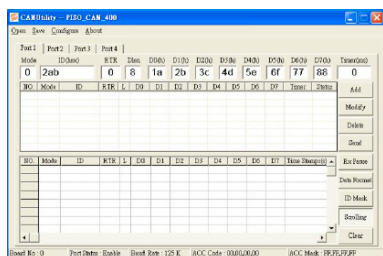 CANUtility -- PISO_CAN_400
Open Save Configure About
Port 1 Port 2 Port 3 Port 4
Mode ID(hex) RTR Dlen D0(h) D1(h) D2(h) D3(h) D4(h) D5(h) D6(h) D7(h) Timer(ms)
0 2ab 0 8 1a 2b 3c 4d 5e 6f 77 88 0
NO. Mode ID RTR L D0 D1 D2 D3 D4 D5 D6 D7 Timer Status
Add
Modify
Delete
Send
NO. Mode ID RTR L D0 D1 D2 D3 D4 D5 D6 D7 Time Stamps(s)
Rx Pause
Data Format
ID Mask
Scrolling
Clear
Board No : 0 Port Status : Enable Baud Rate : 125 K ACC Code : 00,00,00,00 ACC Mask : FF,FF,FF,FF